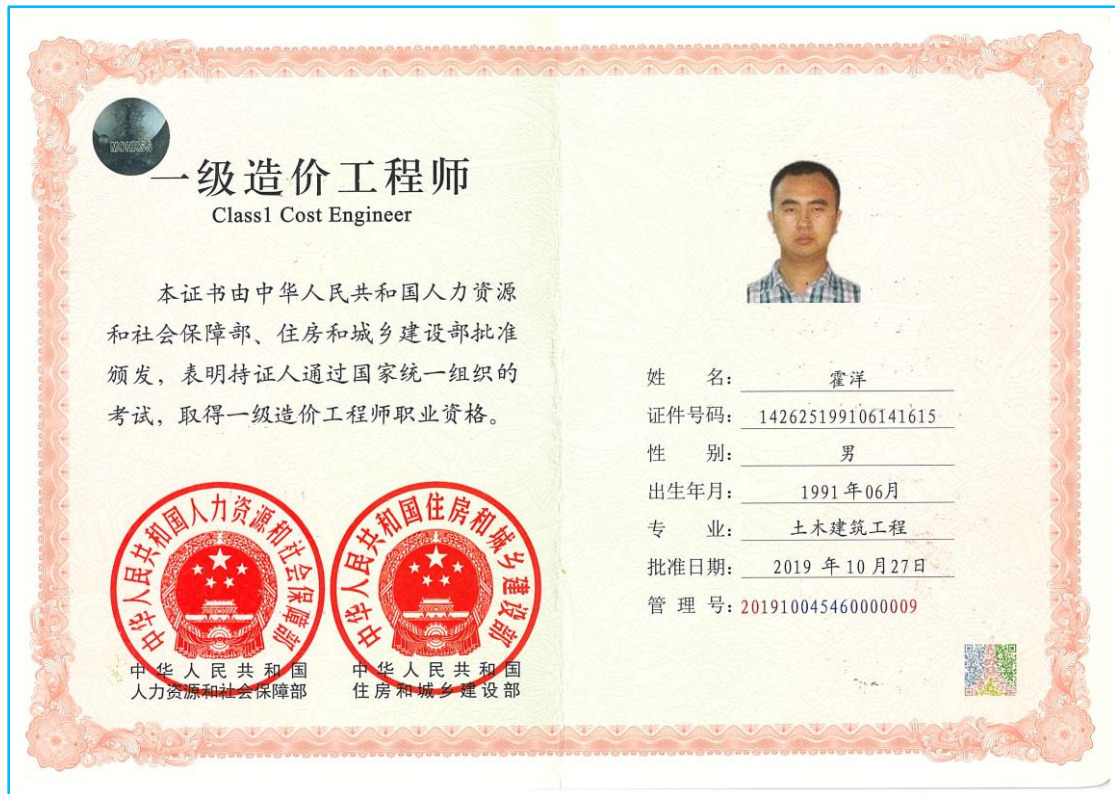 MOHRSS
一级造价工程师
Class1 Cost Engineer
本证书由中华人民共和国人力资源
和社会保障部、住房和城乡建设部批准
颁发，表明持证人通过国家统一组织的
考试，取得一级造价工程师职业资格。
中华人民共和国人力资源和社会保障部
中华人民共和国住房和城乡建设部
中华人民共和国
人力资源和社会保障部
中华人民共和国
住房和城乡建设部
姓 名：霍洋
证件号码：142625199106141615
性 别：男
出生年月：1991年06月
专 业：土木建筑工程
批准日期：2019 年 10 月27日
管 理 号：201910045460000009